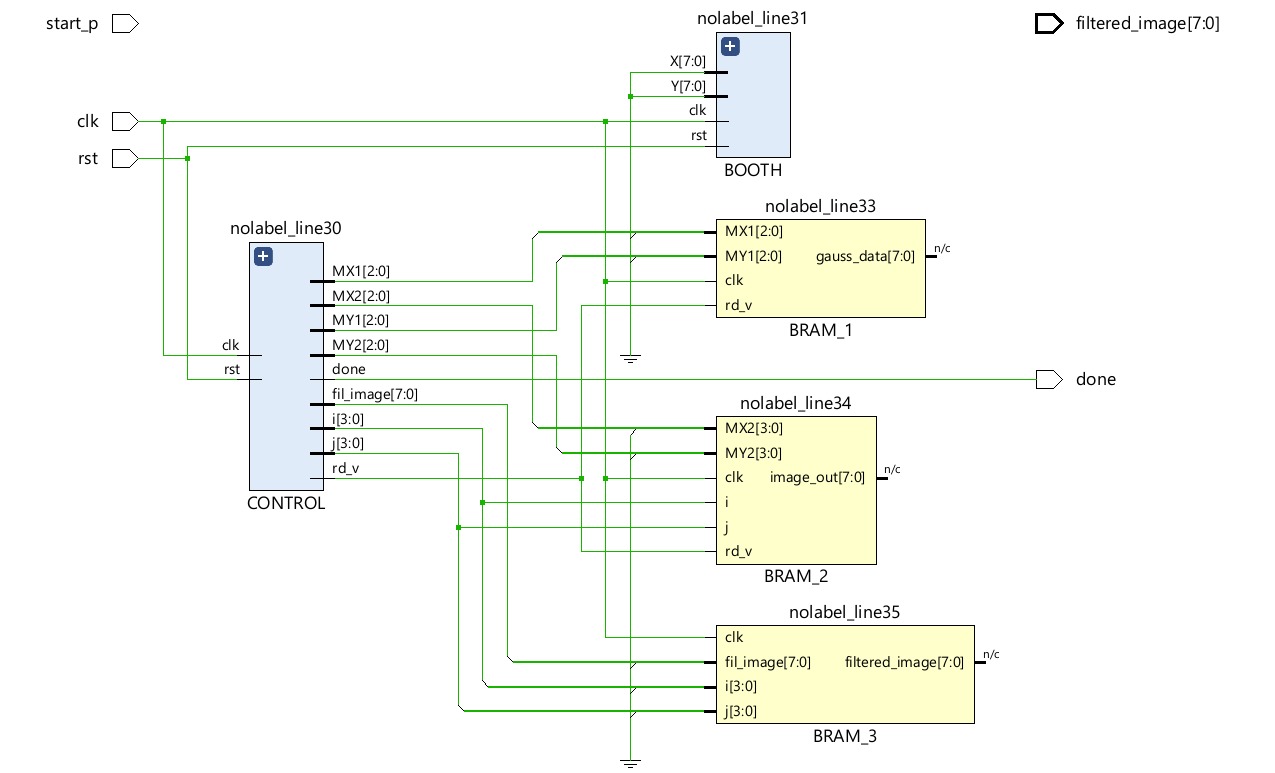 start_p
clk
rst
nolabel_line31
X[7:0]
Y[7:0]
clk
rst
BOOTH
filtered_image[7:0]
nolabel_line30
clk
rst
MX1[2:0]
MX2[2:0]
MY1[2:0]
MY2[2:0]
done
fil_image[7:0]
i[3:0]
j[3:0]
rd_v
CONTROL
nolabel_line33
MX1[2:0]
MY1[2:0]
clk
rd_v
gauss_data[7:0]
n/c
BRAM_1
done
nolabel_line34
MX2[3:0]
MY2[3:0]
clk
i
j
rd_v
image_out[7:0]
n/c
BRAM_2
nolabel_line35
clk
fil_image[7:0]
i[3:0]
j[3:0]
filtered_image[7:0]
n/c
BRAM_3